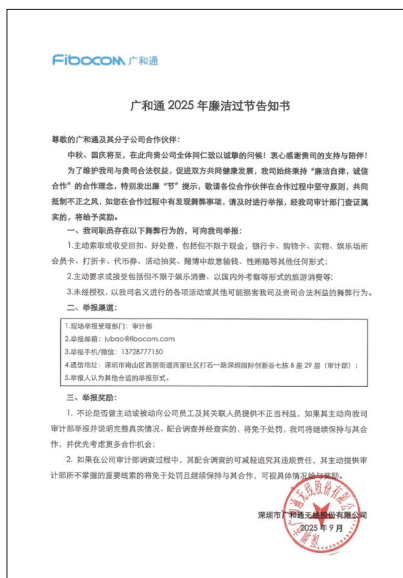 Fibocom 广和通
广和通 2025 年廉洁过节告知书
尊敬的广和通及其分子公司合作伙伴：
中秋、国庆将至，在此向贵公司全体同仁致以诚挚的问候！衷心感谢贵司的支持与陪伴！
为了维护我司与贵司合法权益，促进双方共同健康发展，我司始终秉持“廉洁自律，诚信
合作”的合作理念，特别发出廉“节”提示，敬请各位合作伙伴在合作过程中坚守原则，共同
抵制不正之风，如您在合作过程中有发现舞弊事项，请及时进行举报，经我司审计部门查证属
实的，将给予奖励。
一、我司职员存在以下舞弊行为的，可向我司举报：
1.主动索取或收受回扣、好处费，包括但不限于现金，银行卡、购物卡、实物、娱乐场所
会员卡、打折卡、代币券、活动抽奖、赌博中故意输钱、性贿赂等其他任何形式；
2.主动要求或接受包括但不限于娱乐消费、以国内外考察等形式的旅游消费等；
3.未经授权，以我司名义进行的各项活动或其他可能损害我司及贵司合法利益的舞弊行为。
二、举报渠道：
1.现场举报受理部门：审计部
2.举报邮箱：jubao@fibocom.com
3.举报手机/微信：13728777150
4.通信地址：深圳市南山区西丽街道西丽社区打石一路深圳国际创新谷七栋 B 座 29 层（审计部）；
5.举报人认为其他合适的举报形式。
三、举报奖励：
1. 不论是否曾主动或被动向公司员工及其关联人员提供不正当利益，如果其主动向我司
审计部举报并说明完整真实情况、配合调查并经查实的，将免于处罚，我司将继续保持与其合
作，并优先考虑更多合作机会；
2. 如果在公司审计部调查过程中，其配合调查的可减轻追究其违规责任，其主动提供审
计部所不掌握的重要线索的将免于处罚且继续保持与其合作，可视具体情况给与奖励。
深圳市广和通无线股份有限公司
2025 年 9 月